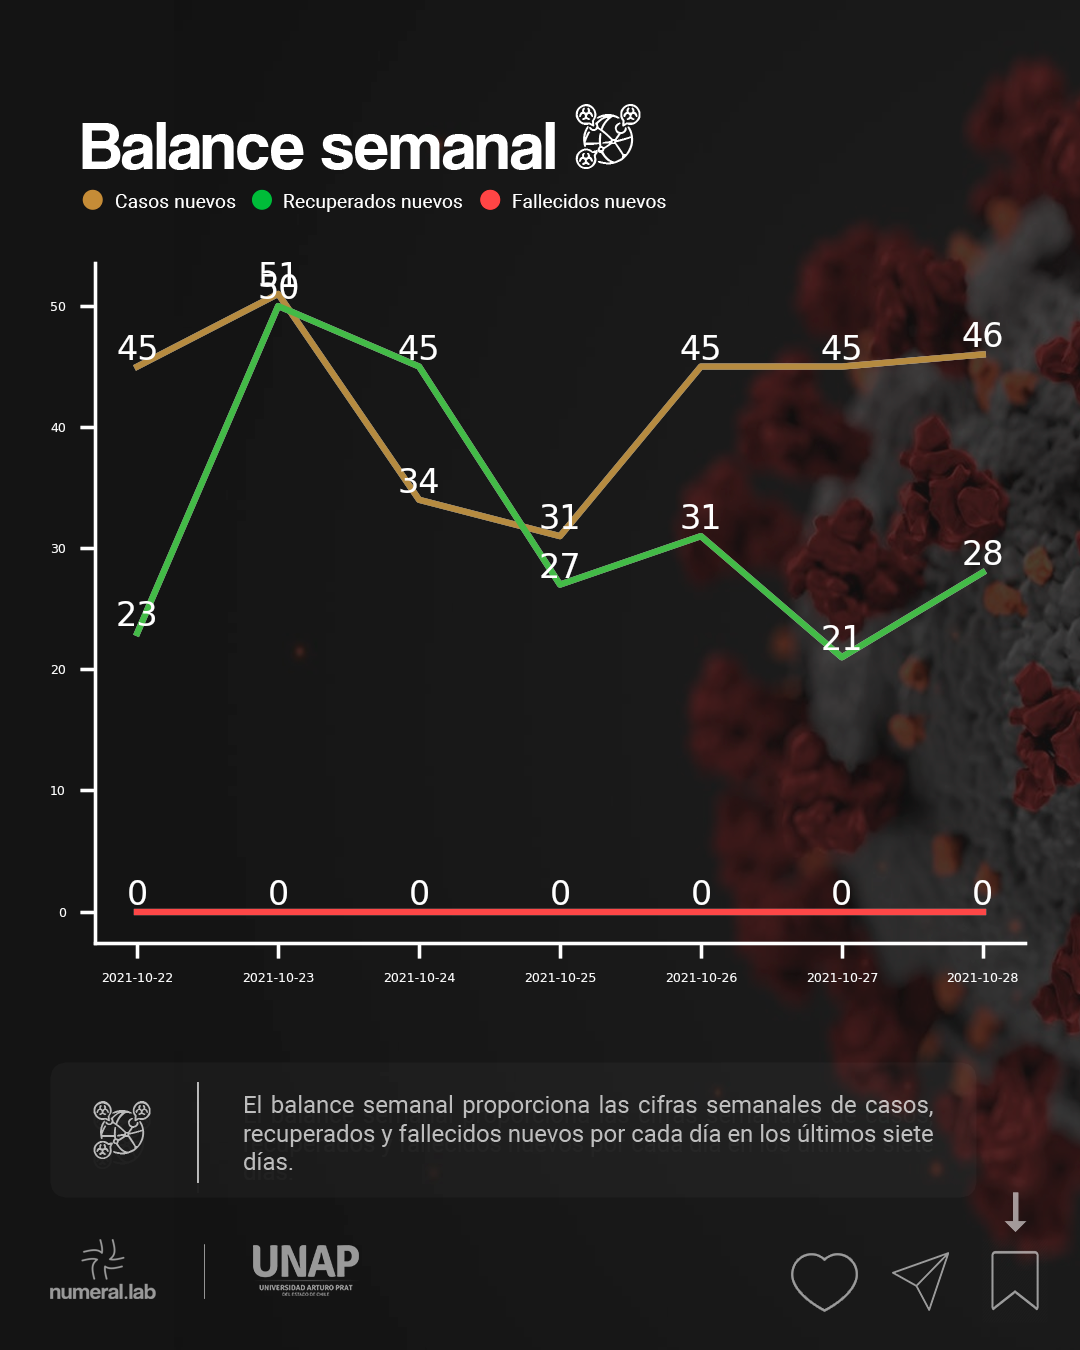 Balance semanal
Casos nuevos Recuperados nuevos Fallecidos nuevos
51
50
50
45 45 45 45 46
40
34
31 31
30
27 28
23
21
20
10
0 0 0 0 0 0 0
0
2021-10-22 2021-10-23 2021-10-24 2021-10-25 2021-10-26 2021-10-27 2021-10-28
El balance semanal proporciona las cifras semanales de casos,
recuperados y fallecidos nuevos por cada día en los últimos siete
días.
numeral.lab
UNAP
UNIVERSIDAD ARTURO PRAT
DEL ESTADO DE CHILE